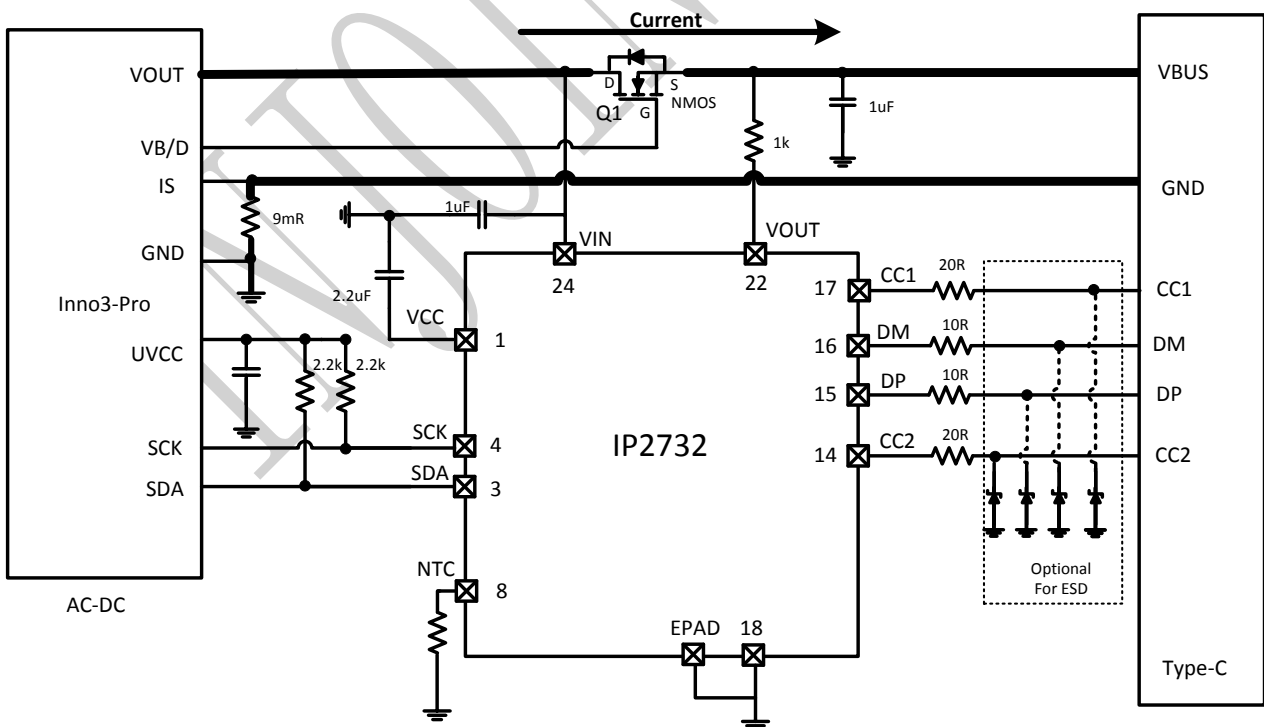 Current
VOUT
D
S
NMOS
Q1
G
VBUS
1uF
VB/D
1k
IS
GND
9mR
1uF
VIN
VOUT
GND
24
22
2.2uF
VCC
1
17
CC1
20R
CC1
Inno3-Pro
UVCC
2.2k
2.2k
16
DM
10R
DM
15
DP
10R
DP
SCK
SCK
4
IP2732
14
CC2
20R
CC2
SDA
SDA
3
NTC
8
Optional
For ESD
AC-DC
EPAD
18
Type-C